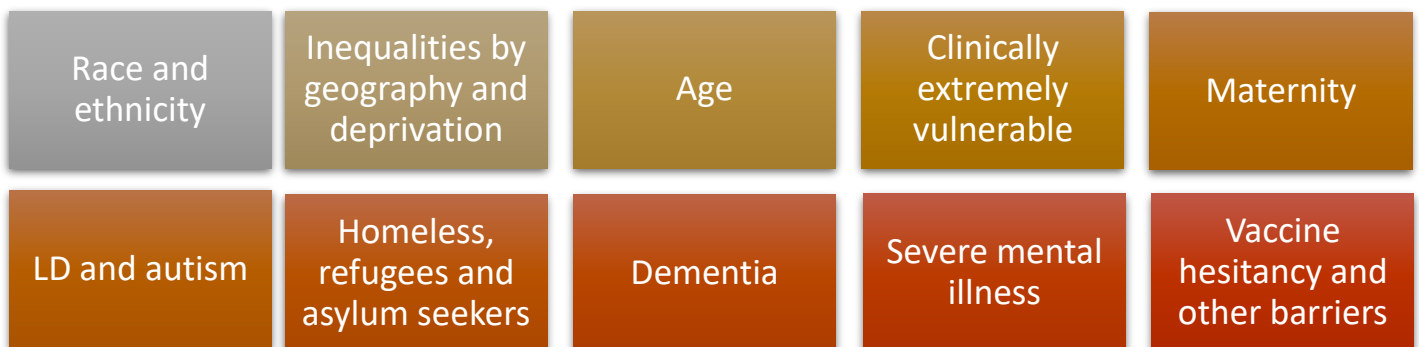 Race and
ethnicity
Inequalities by
geography and
deprivation
Age
Clinically
extremely
vulnerable
Maternity
LD and autism
Homeless,
refugees and
asylum seekers
Dementia
Severe mental
illness
Vaccine
hesitancy and
other barriers